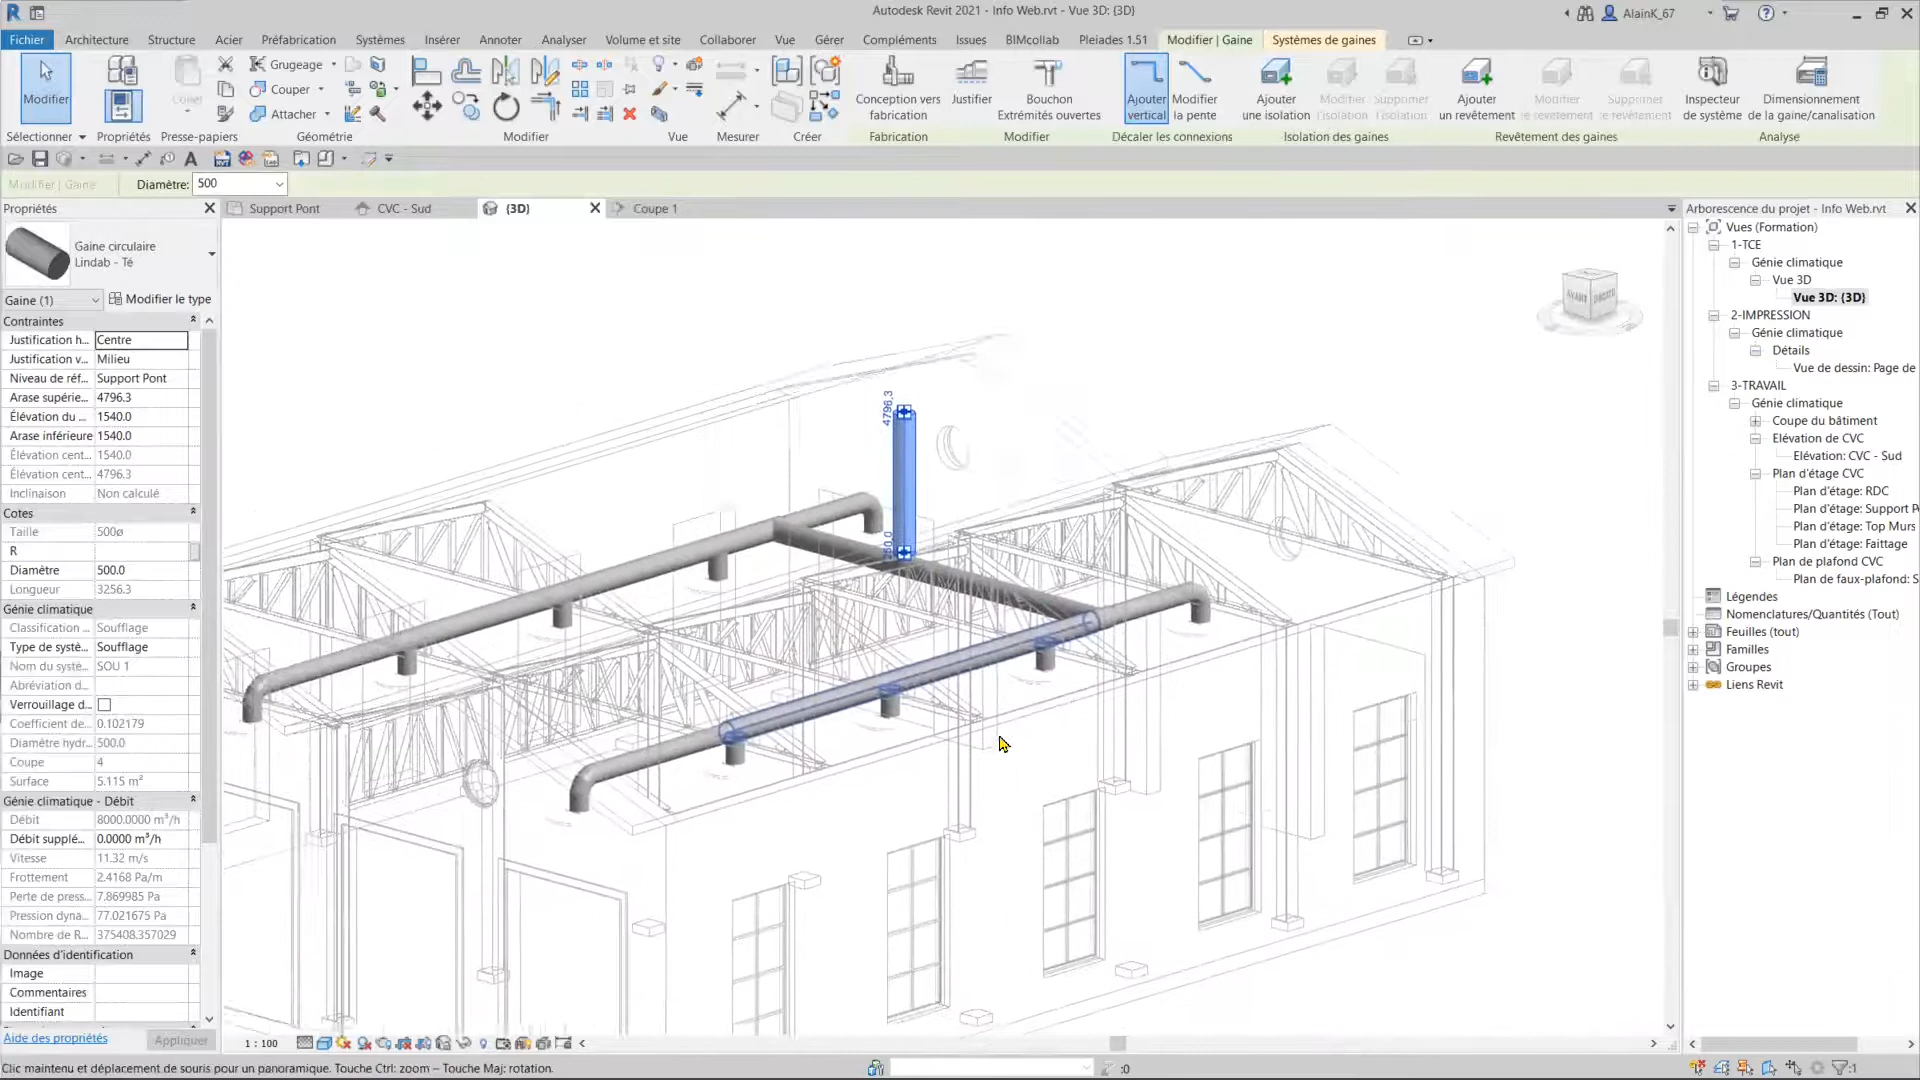 Autodesk Revit 2021 - Info Web.rvt - Vue 3D: {3D}
AlainK_67
Fichier Architecture Structure Acier Préfabrication Systèmes Insérer Annoter Analyser Volume et site Collaborer Vue Gérer Compléments Issues BIMcollab Pleiades 1.51 Modifier | Gaine Systèmes de gaines
Modifier
Grugeage
Couper
Attacher
Conception vers fabrication
Justifier
Bouchon Extrémités ouvertes
Ajouter vertical
Modifier la pente
Ajouter une isolation
Modifier l'isolation
Supprimer l'isolation
Ajouter un revêtement
Modifier le revêtement
Supprimer le revêtement
Inspecteur de système
Dimensionnement de la gaine/canalisation
Sélectionner Propriétés Presse-papiers Géométrie Modifier Vue Mesurer Créer Fabrication Modifier Décaler les connexions Isolation des gaines Revêtement des gaines Analyse
Modifier | Gaine Diamètre: 500
Propriétés
Support Pont CVC - Sud {3D} Coupe 1
Gaine circulaire
Lindab - Té
Gaine (1) Modifier le type
Contraintes
Justification h... Centre
Justification v... Milieu
Niveau de réf... Support Pont
Arase supérie... 4796.3
Élévation du ... 1540.0
Arase inférieure 1540.0
Élévation cent... 1540.0
Élévation cent... 4796.3
Inclinaison Non calculé
Cotes
Taille 500ø
R
Diamètre 500.0
Longueur 3256.3
Génie climatique
Classification ... Soufflage
Type de systè... Soufflage
Nom du systè... SOU 1
Abréviation d...
Verrouillage d...
Coefficient de... 0.102179
Diamètre hydr... 500.0
Coupe 4
Surface 5.115 m²
Génie climatique - Débit
Débit 8000.0000 m³/h
Débit supplé... 0.0000 m³/h
Vitesse 11.32 m/s
Frottement 2.4168 Pa/m
Perte de press... 7.869985 Pa
Pression dyna... 77.021675 Pa
Nombre de R... 375408.357029
Données d'identification
Image
Commentaires
Identifiant
Aide des propriétés Appliquer
4796.3
AVANT DROITE
1 : 100
Arborescence du projet - Info Web.rvt
Vues (Formation)
1-TCE
Génie climatique
Vue 3D
Vue 3D: {3D}
2-IMPRESSION
Génie climatique
Détails
Vue de dessin: Page de
3-TRAVAIL
Génie climatique
Coupe du bâtiment
Elévation de CVC
Elévation: CVC - Sud
Plan d'étage CVC
Plan d'étage: RDC
Plan d'étage: Support P
Plan d'étage: Top Murs
Plan d'étage: Faittage
Plan de plafond CVC
Plan de faux-plafond: S
Légendes
Nomenclatures/Quantités (Tout)
Feuilles (tout)
Familles
Groupes
Liens Revit
Clic maintenu et déplacement de souris pour un panoramique. Touche Ctrl: zoom – Touche Maj: rotation.
:0
:1